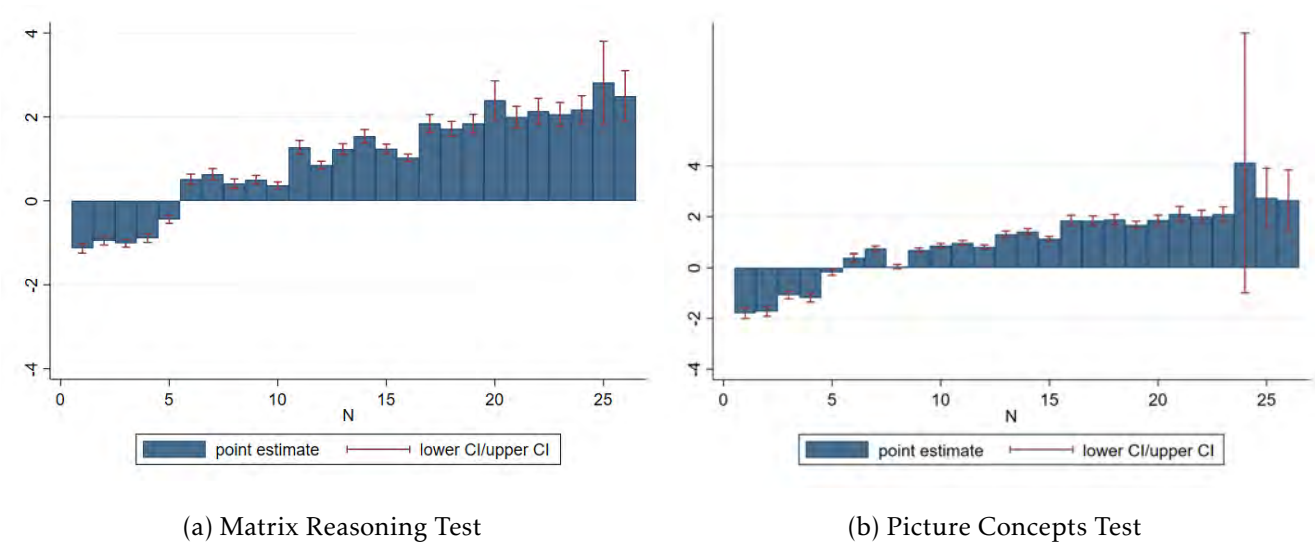 4
2
0
-2
-4
0 5 10 15 20 25
N
point estimate lower CI/upper CI
(a) Matrix Reasoning Test
4
2
0
-2
-4
0 5 10 15 20 25
N
point estimate lower CI/upper CI
(b) Picture Concepts Test